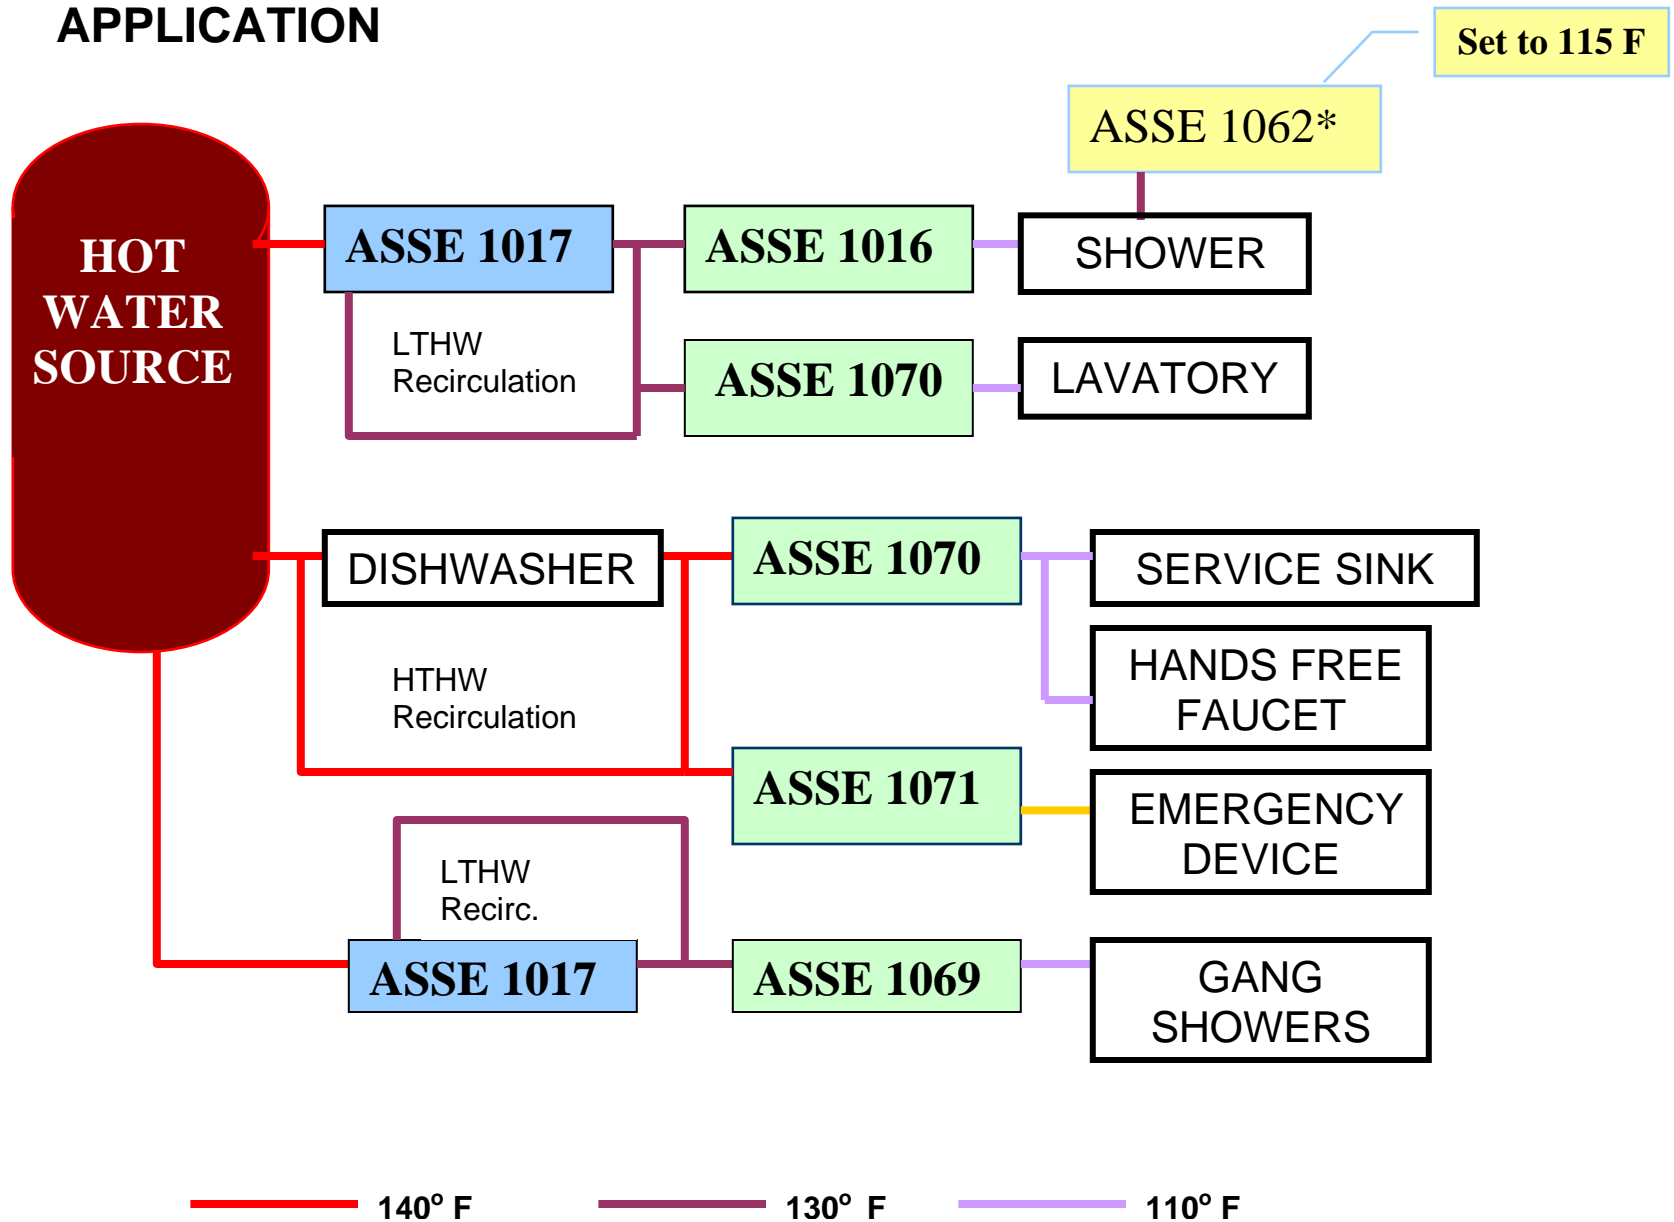 APPLICATION
Set to 115 F
ASSE 1062*
HOT
WATER
SOURCE
ASSE 1017
ASSE 1016
SHOWER
LTHW
Recirculation
ASSE 1070
LAVATORY
DISHWASHER
ASSE 1070
SERVICE SINK
HTHW
Recirculation
HANDS FREE
FAUCET
ASSE 1071
EMERGENCY
DEVICE
LTHW
Recirc.
ASSE 1017
ASSE 1069
GANG
SHOWERS
140° F
130° F
110° F